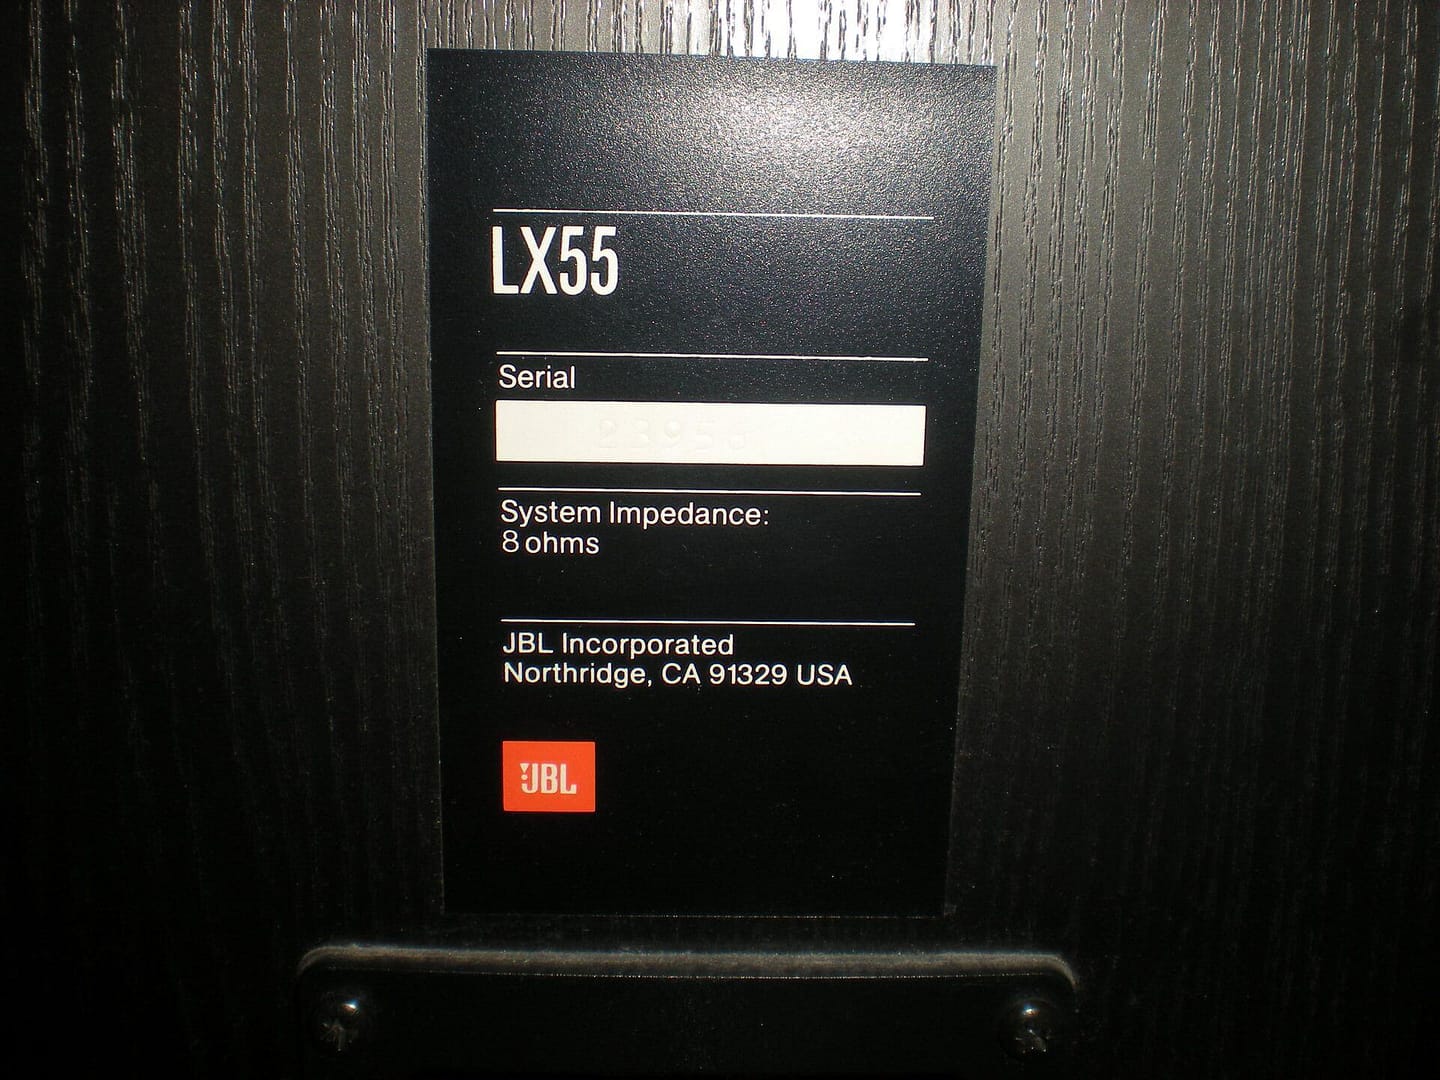 LX55
Serial
System Impedance:
8 ohms
JBL Incorporated
Northridge, CA 91329 USA
JBL